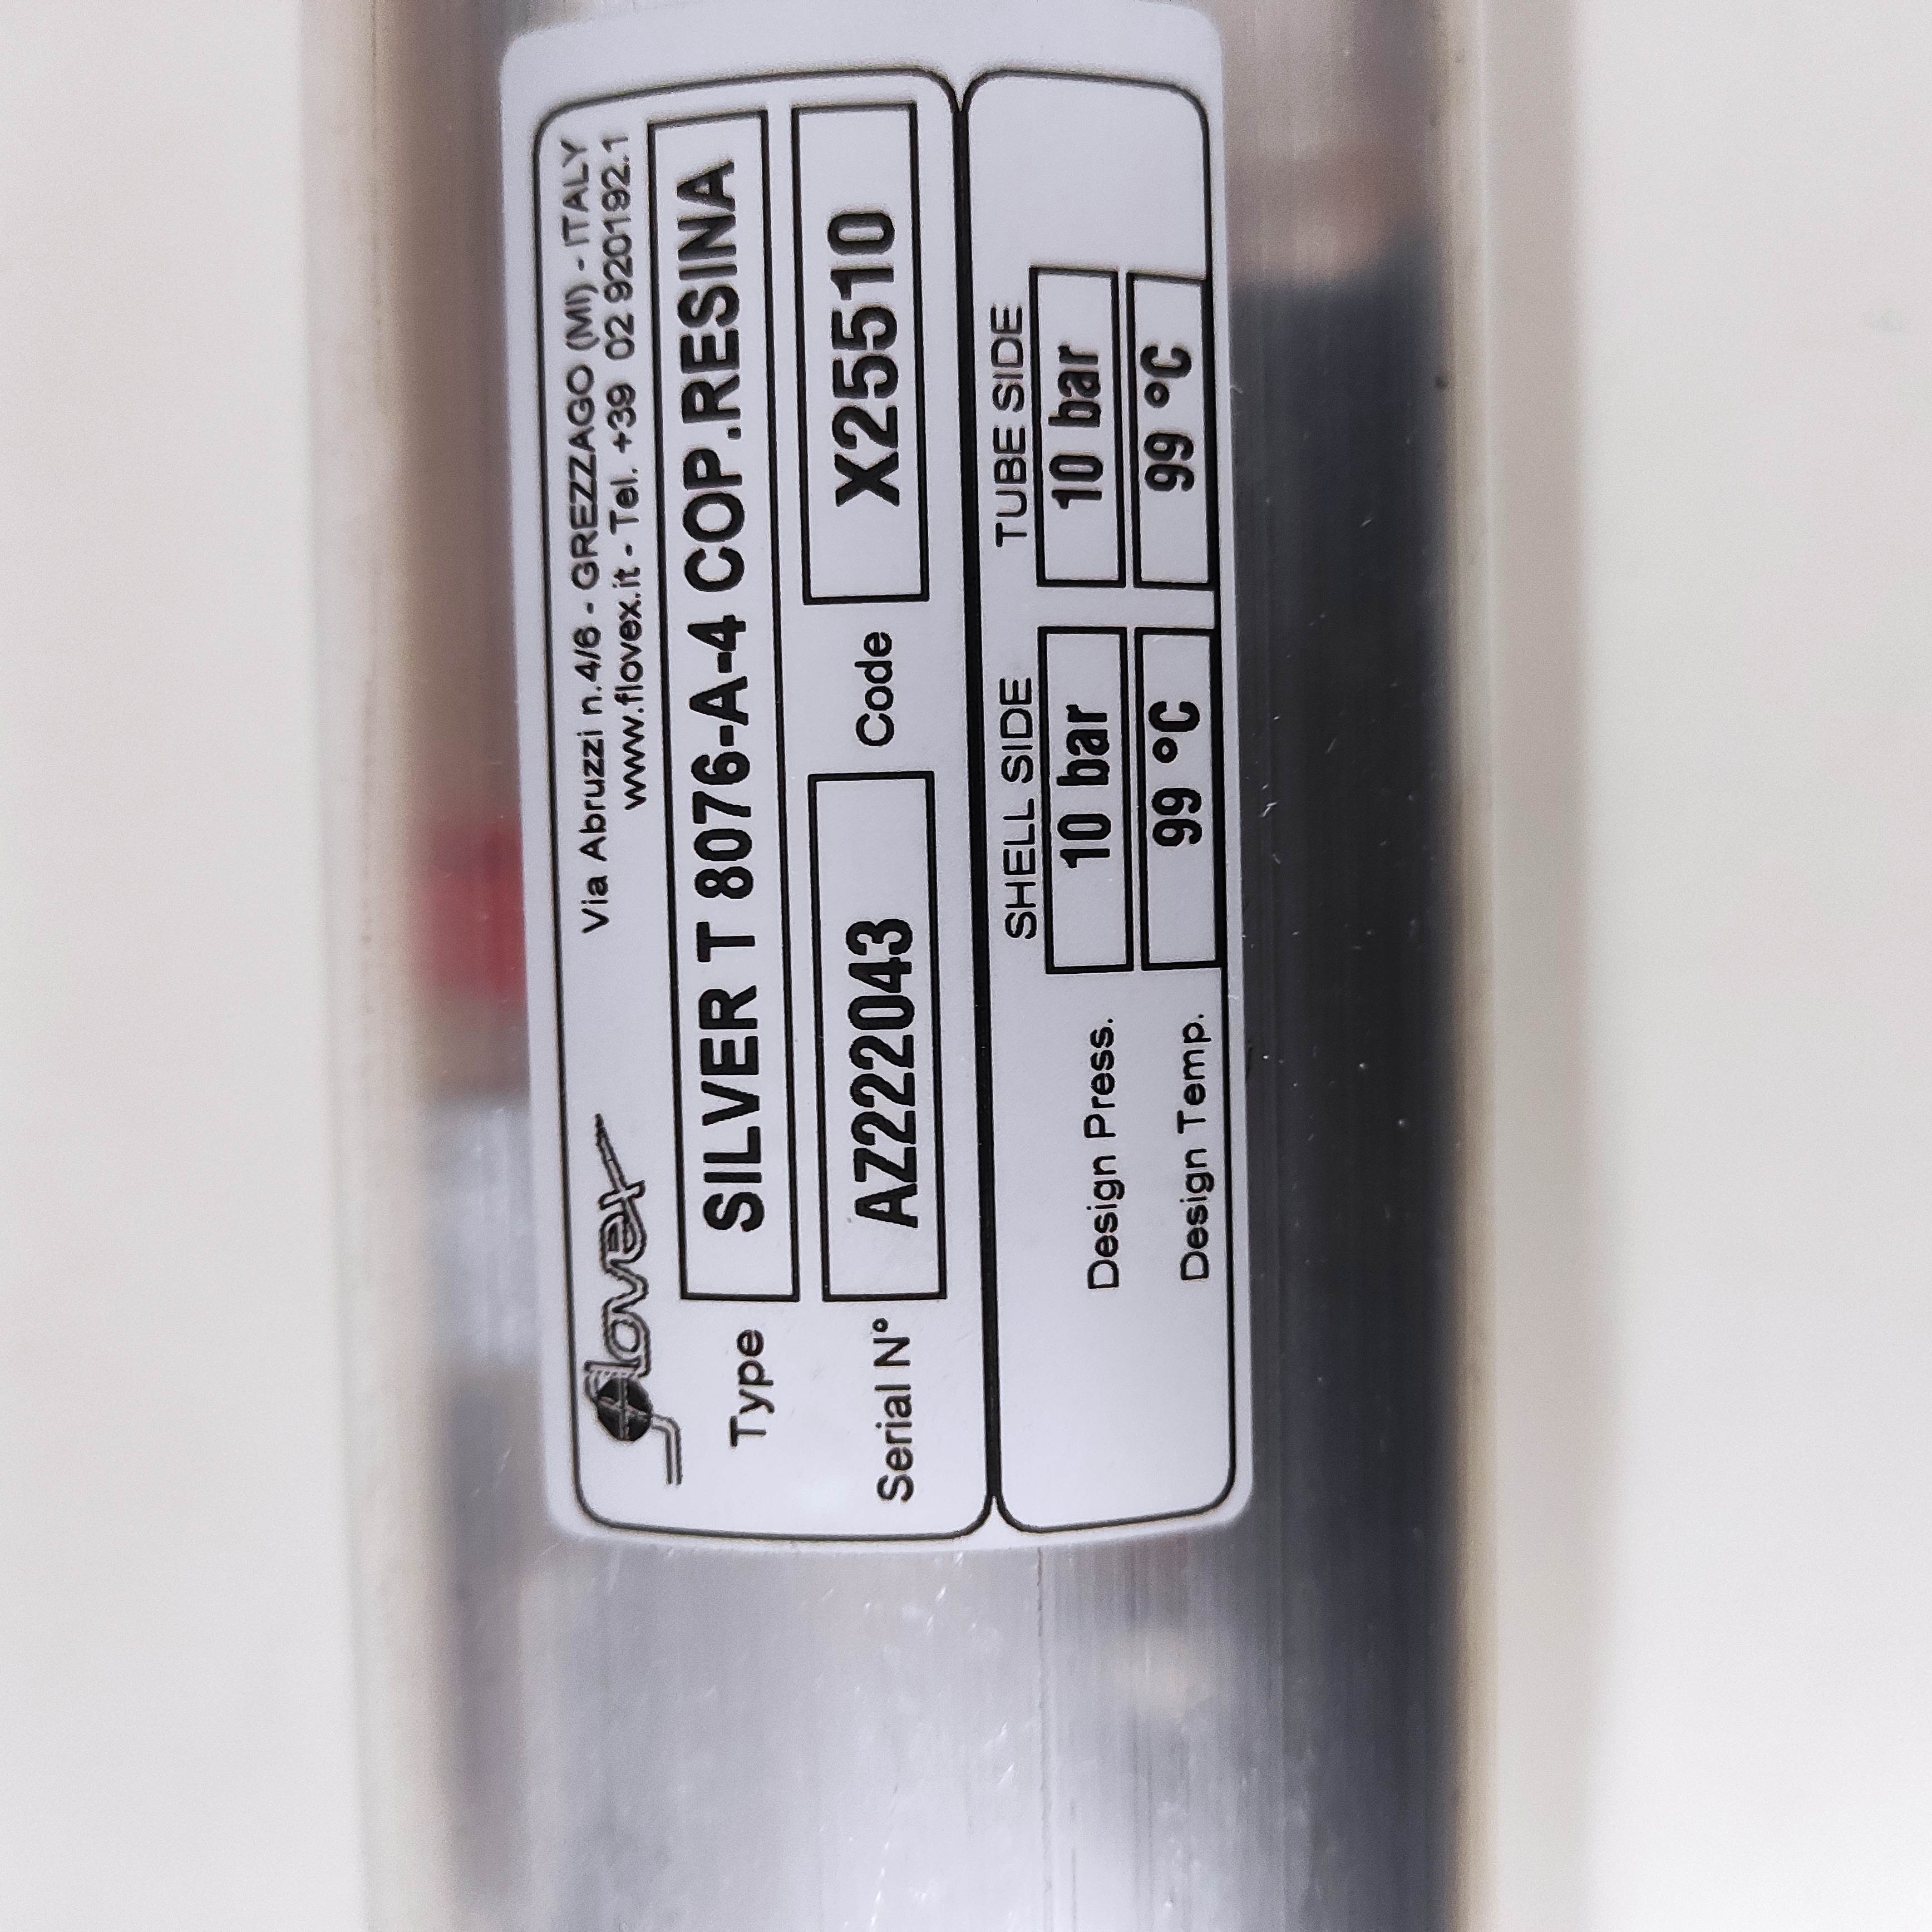 flovex
Via Abruzzi n.4/6 - GREZZAGO (MI) - ITALY
www.flovex.it - Tel. +39 02 920192.1
Type SILVER T 8076-A-4 COP.RESINA
Serial N° AZ222043 Code X25510
SHELL SIDE TUBE SIDE
Design Press. 10 bar 10 bar
Design Temp. 99 °C 99 °C